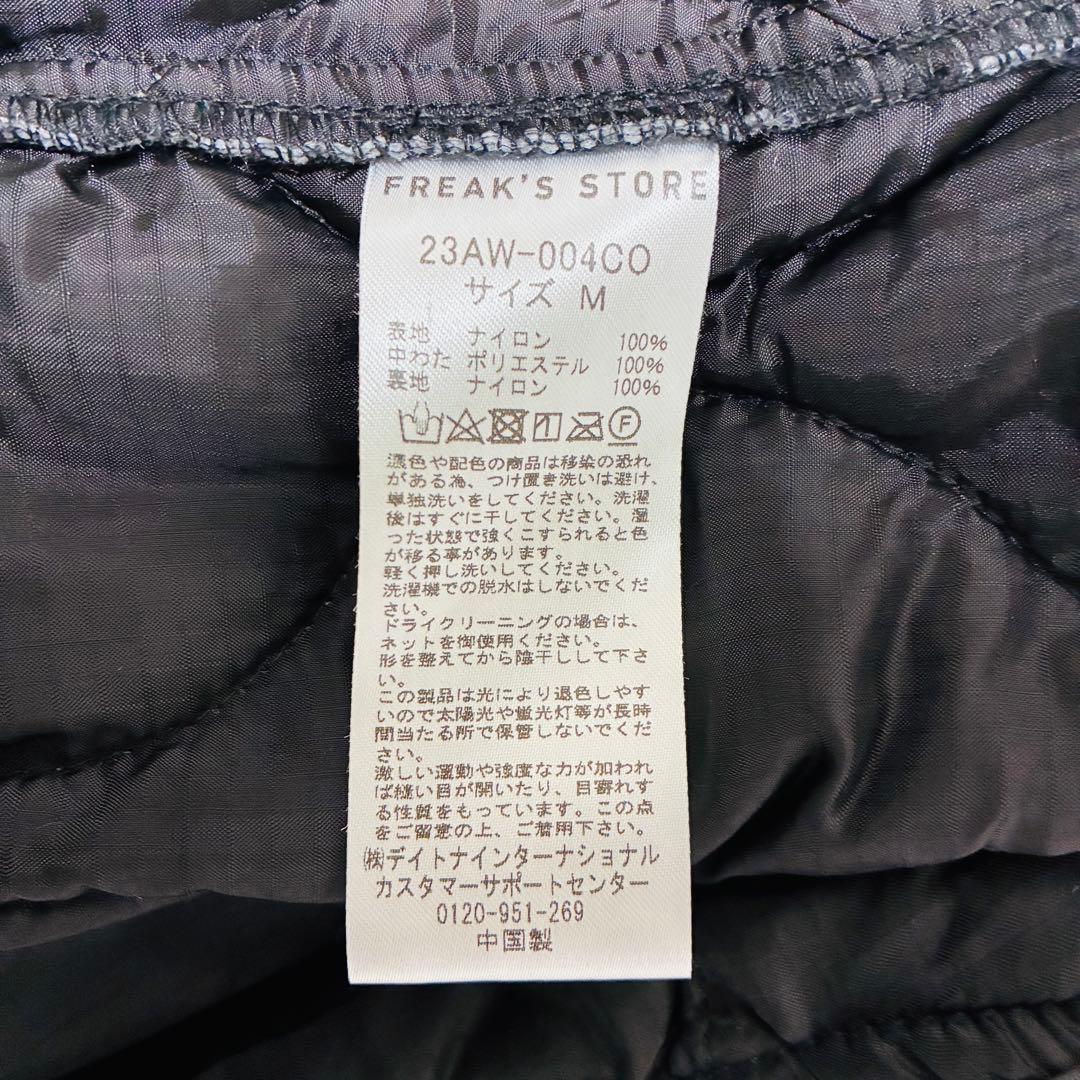 FREAK'S STORE
23AW-004CO
サイズ M
表地 ナイロン 100%
中わた ポリエステル 100%
裏地 ナイロン 100%
F
濃色や配色の商品は移染の恐れ
がある為、つけ置き洗いは避け、
単独洗いをしてください。洗濯
後はすぐに干してください。湿
った状態で強くこすられると色
が移る事があります。
軽く押し洗いしてください。
洗濯機での脱水はしないでくだ
さい。
ドライクリーニングの場合は、
ネットを御使用ください。
形を整えてから陰干しして下さ
い。
この製品は光により退色しやす
いので太陽光や蛍光灯等が長時
間当たる所で保管しないでくだ
さい。
激しい運動や強度な力が加われ
ば縫い目が開いたり、目寄れす
る性質をもっています。この点
をご留意の上、ご着用下さい。
㈱デイトナインターナショナル
カスタマーサポートセンター
0120-951-269
中国製